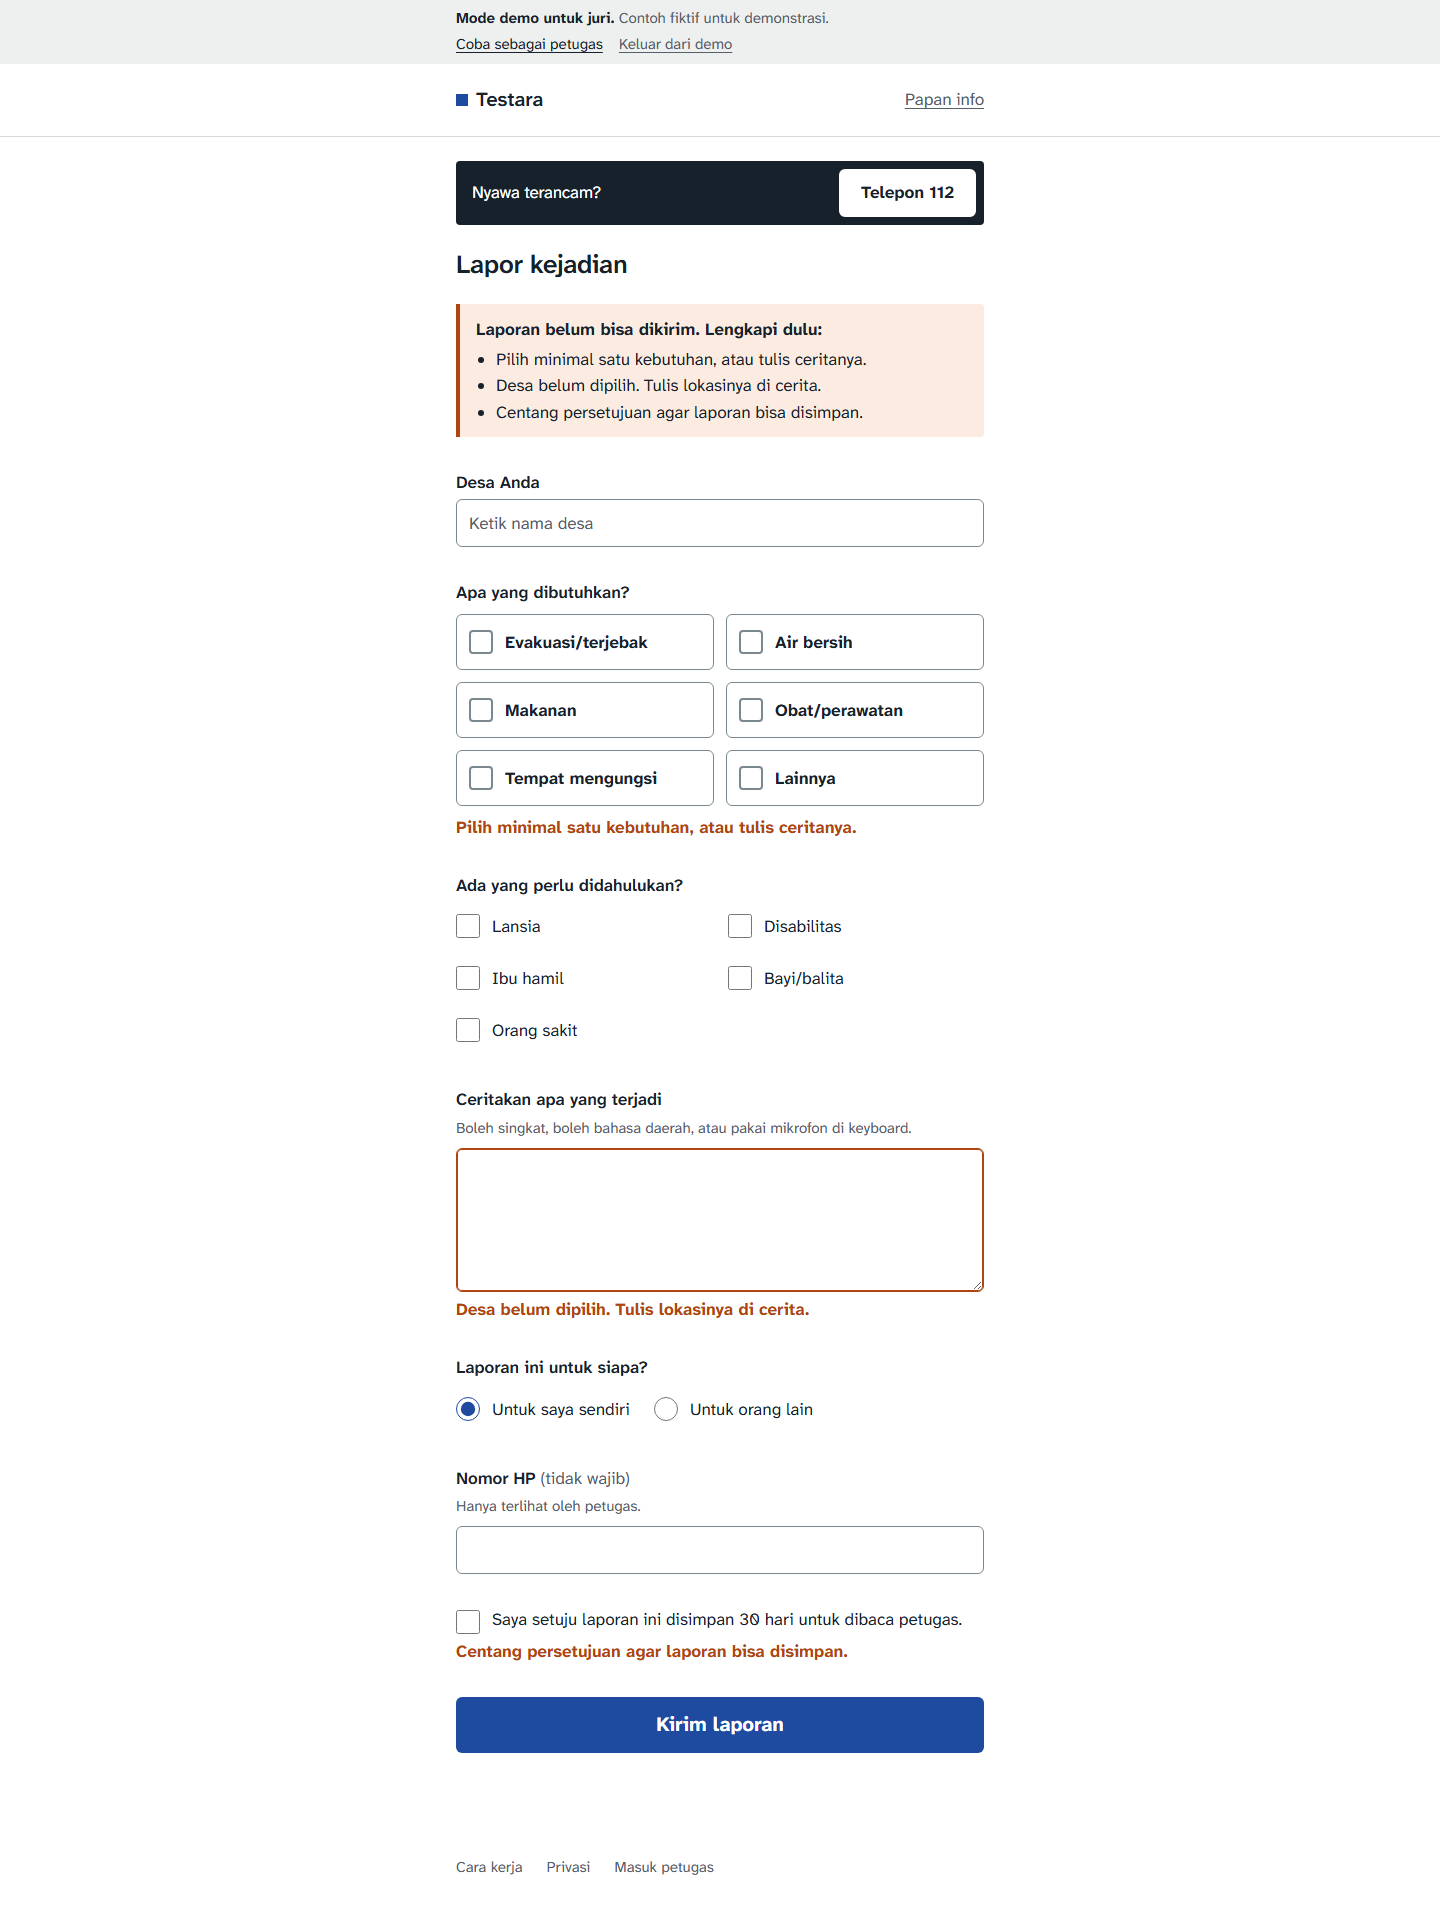 Mode demo untuk juri. Contoh fiktif untuk demonstrasi.
Coba sebagai petugas Keluar dari demo
Testara
Papan info
Nyawa terancam?
Telepon 112
Lapor kejadian
Laporan belum bisa dikirim. Lengkapi dulu:
Pilih minimal satu kebutuhan, atau tulis ceritanya.
Desa belum dipilih. Tulis lokasinya di cerita.
Centang persetujuan agar laporan bisa disimpan.
Desa Anda
Ketik nama desa
Apa yang dibutuhkan?
Evakuasi/terjebak
Air bersih
Makanan
Obat/perawatan
Tempat mengungsi
Lainnya
Pilih minimal satu kebutuhan, atau tulis ceritanya.
Ada yang perlu didahulukan?
Lansia
Disabilitas
Ibu hamil
Bayi/balita
Orang sakit
Ceritakan apa yang terjadi
Boleh singkat, boleh bahasa daerah, atau pakai mikrofon di keyboard.
Desa belum dipilih. Tulis lokasinya di cerita.
Laporan ini untuk siapa?
Untuk saya sendiri
Untuk orang lain
Nomor HP (tidak wajib)
Hanya terlihat oleh petugas.
Saya setuju laporan ini disimpan 30 hari untuk dibaca petugas.
Centang persetujuan agar laporan bisa disimpan.
Kirim laporan
Cara kerja Privasi Masuk petugas